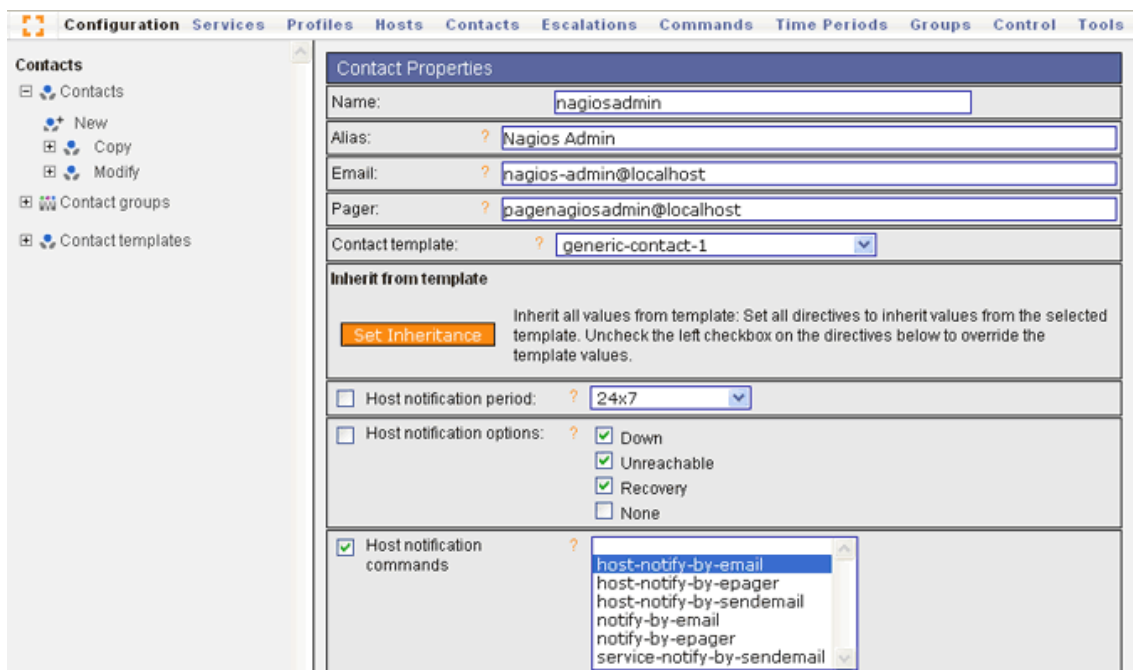 Configuration Services Profiles Hosts Contacts Escalations Commands Time Periods Groups Control Tools
Contacts
Contacts
New
Copy
Modify
Contact groups
Contact templates
Contact Properties
Name: nagiosadmin
Alias: ? Nagios Admin
Email: ? nagios-admin@localhost
Pager: ? pagenagiosadmin@localhost
Contact template: ? generic-contact-1
Inherit from template
Set Inheritance
Inherit all values from template: Set all directives to inherit values from the selected
template. Uncheck the left checkbox on the directives below to override the
template values.
Host notification period: ? 24x7
Host notification options: ? Down
Unreachable
Recovery
None
Host notification ?
commands
host-notify-by-email
host-notify-by-epager
host-notify-by-sendemail
notify-by-email
notify-by-epager
service-notify-by-sendemail